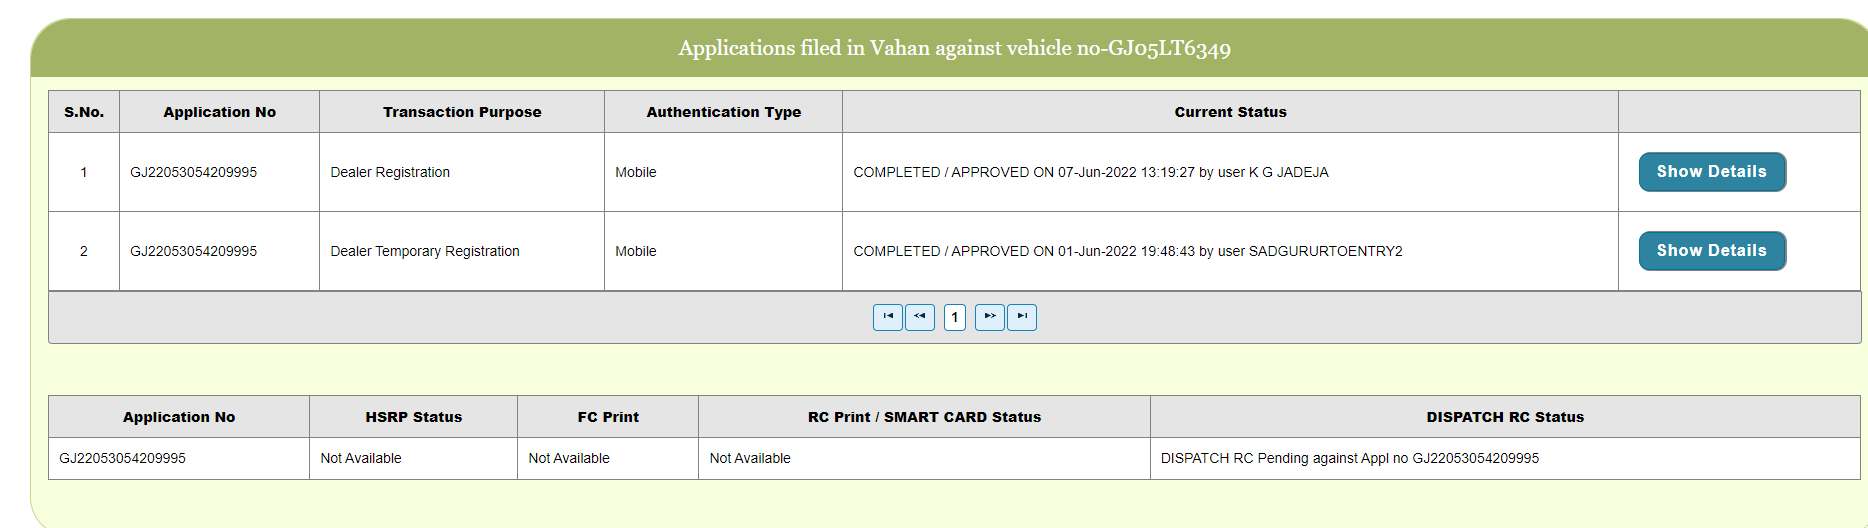 Applications filed in Vahan against vehicle no-GJ05LT6349
S.No. Application No Transaction Purpose Authentication Type Current Status
1 GJ22053054209995 Dealer Registration Mobile COMPLETED / APPROVED ON 07-Jun-2022 13:19:27 by user K G JADEJA Show Details
2 GJ22053054209995 Dealer Temporary Registration Mobile COMPLETED / APPROVED ON 01-Jun-2022 19:48:43 by user SADGURURTOENTRY2 Show Details
1
Application No HSRP Status FC Print RC Print / SMART CARD Status DISPATCH RC Status
GJ22053054209995 Not Available Not Available Not Available DISPATCH RC Pending against Appl no GJ22053054209995